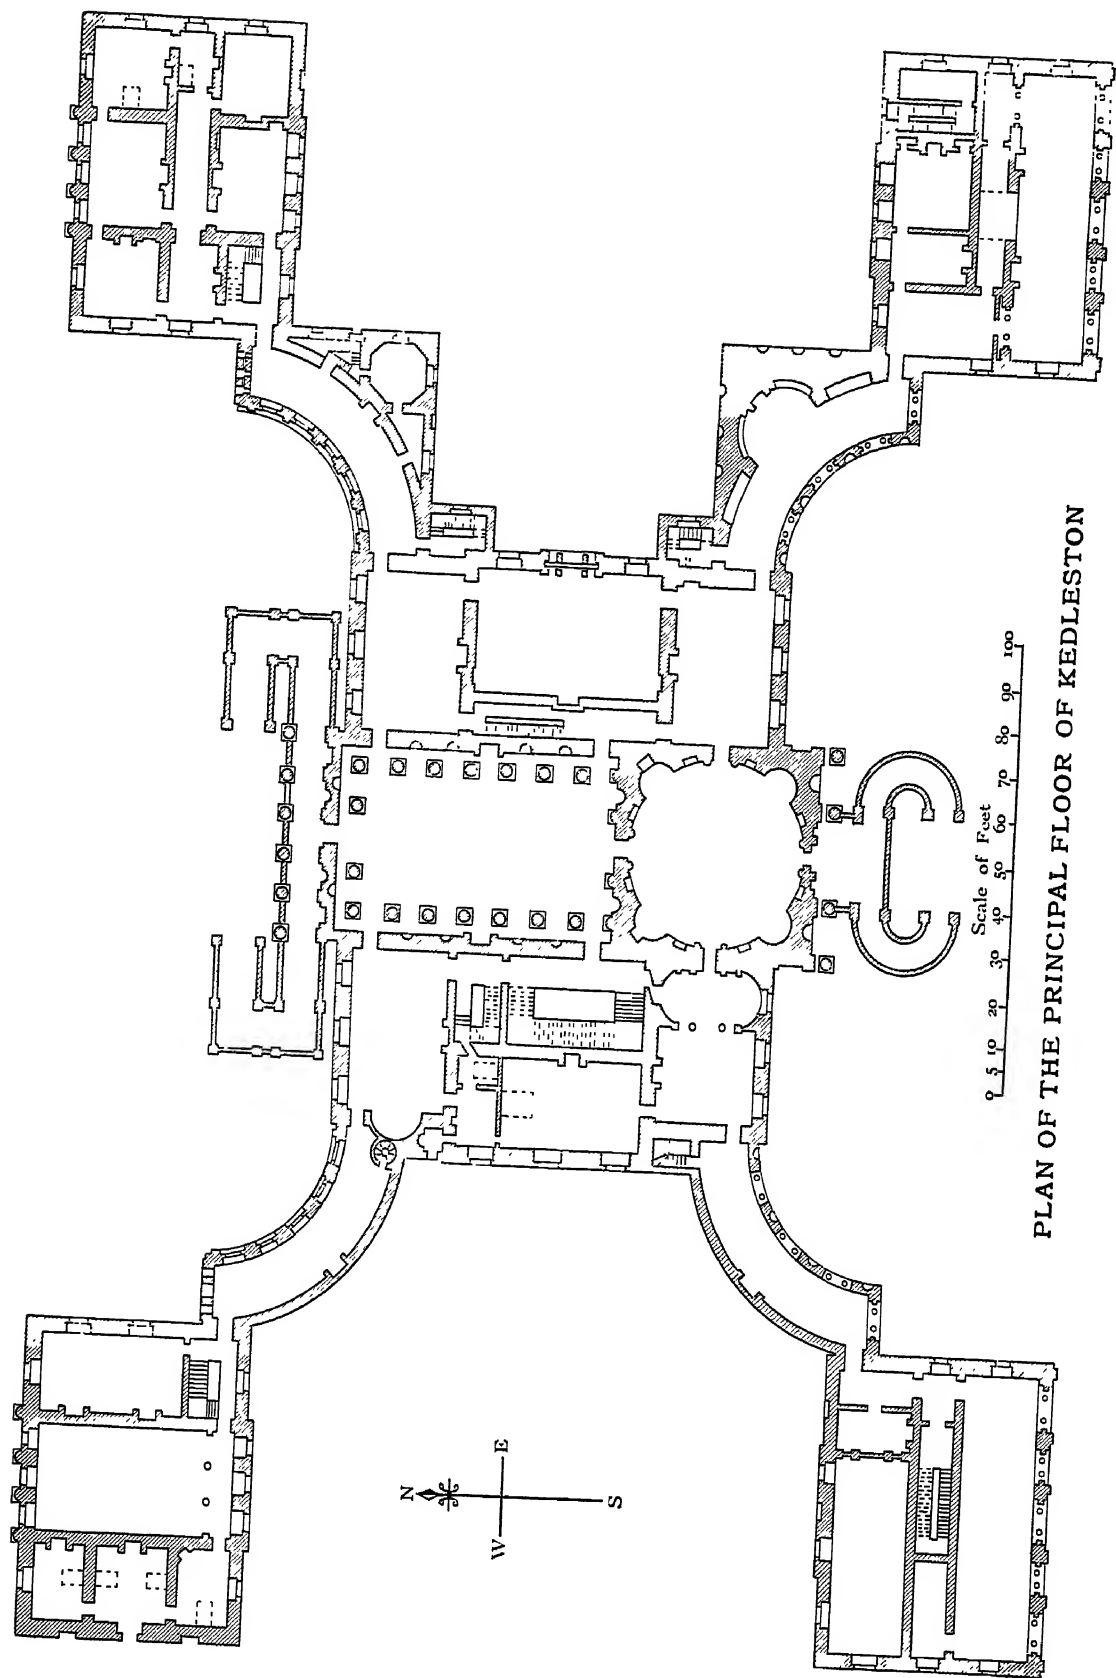 N
W E
S
Scale of Feet
0 5 10 20 30 40 50 60 70 80 90 100
PLAN OF THE PRINCIPAL FLOOR OF KEDLESTON